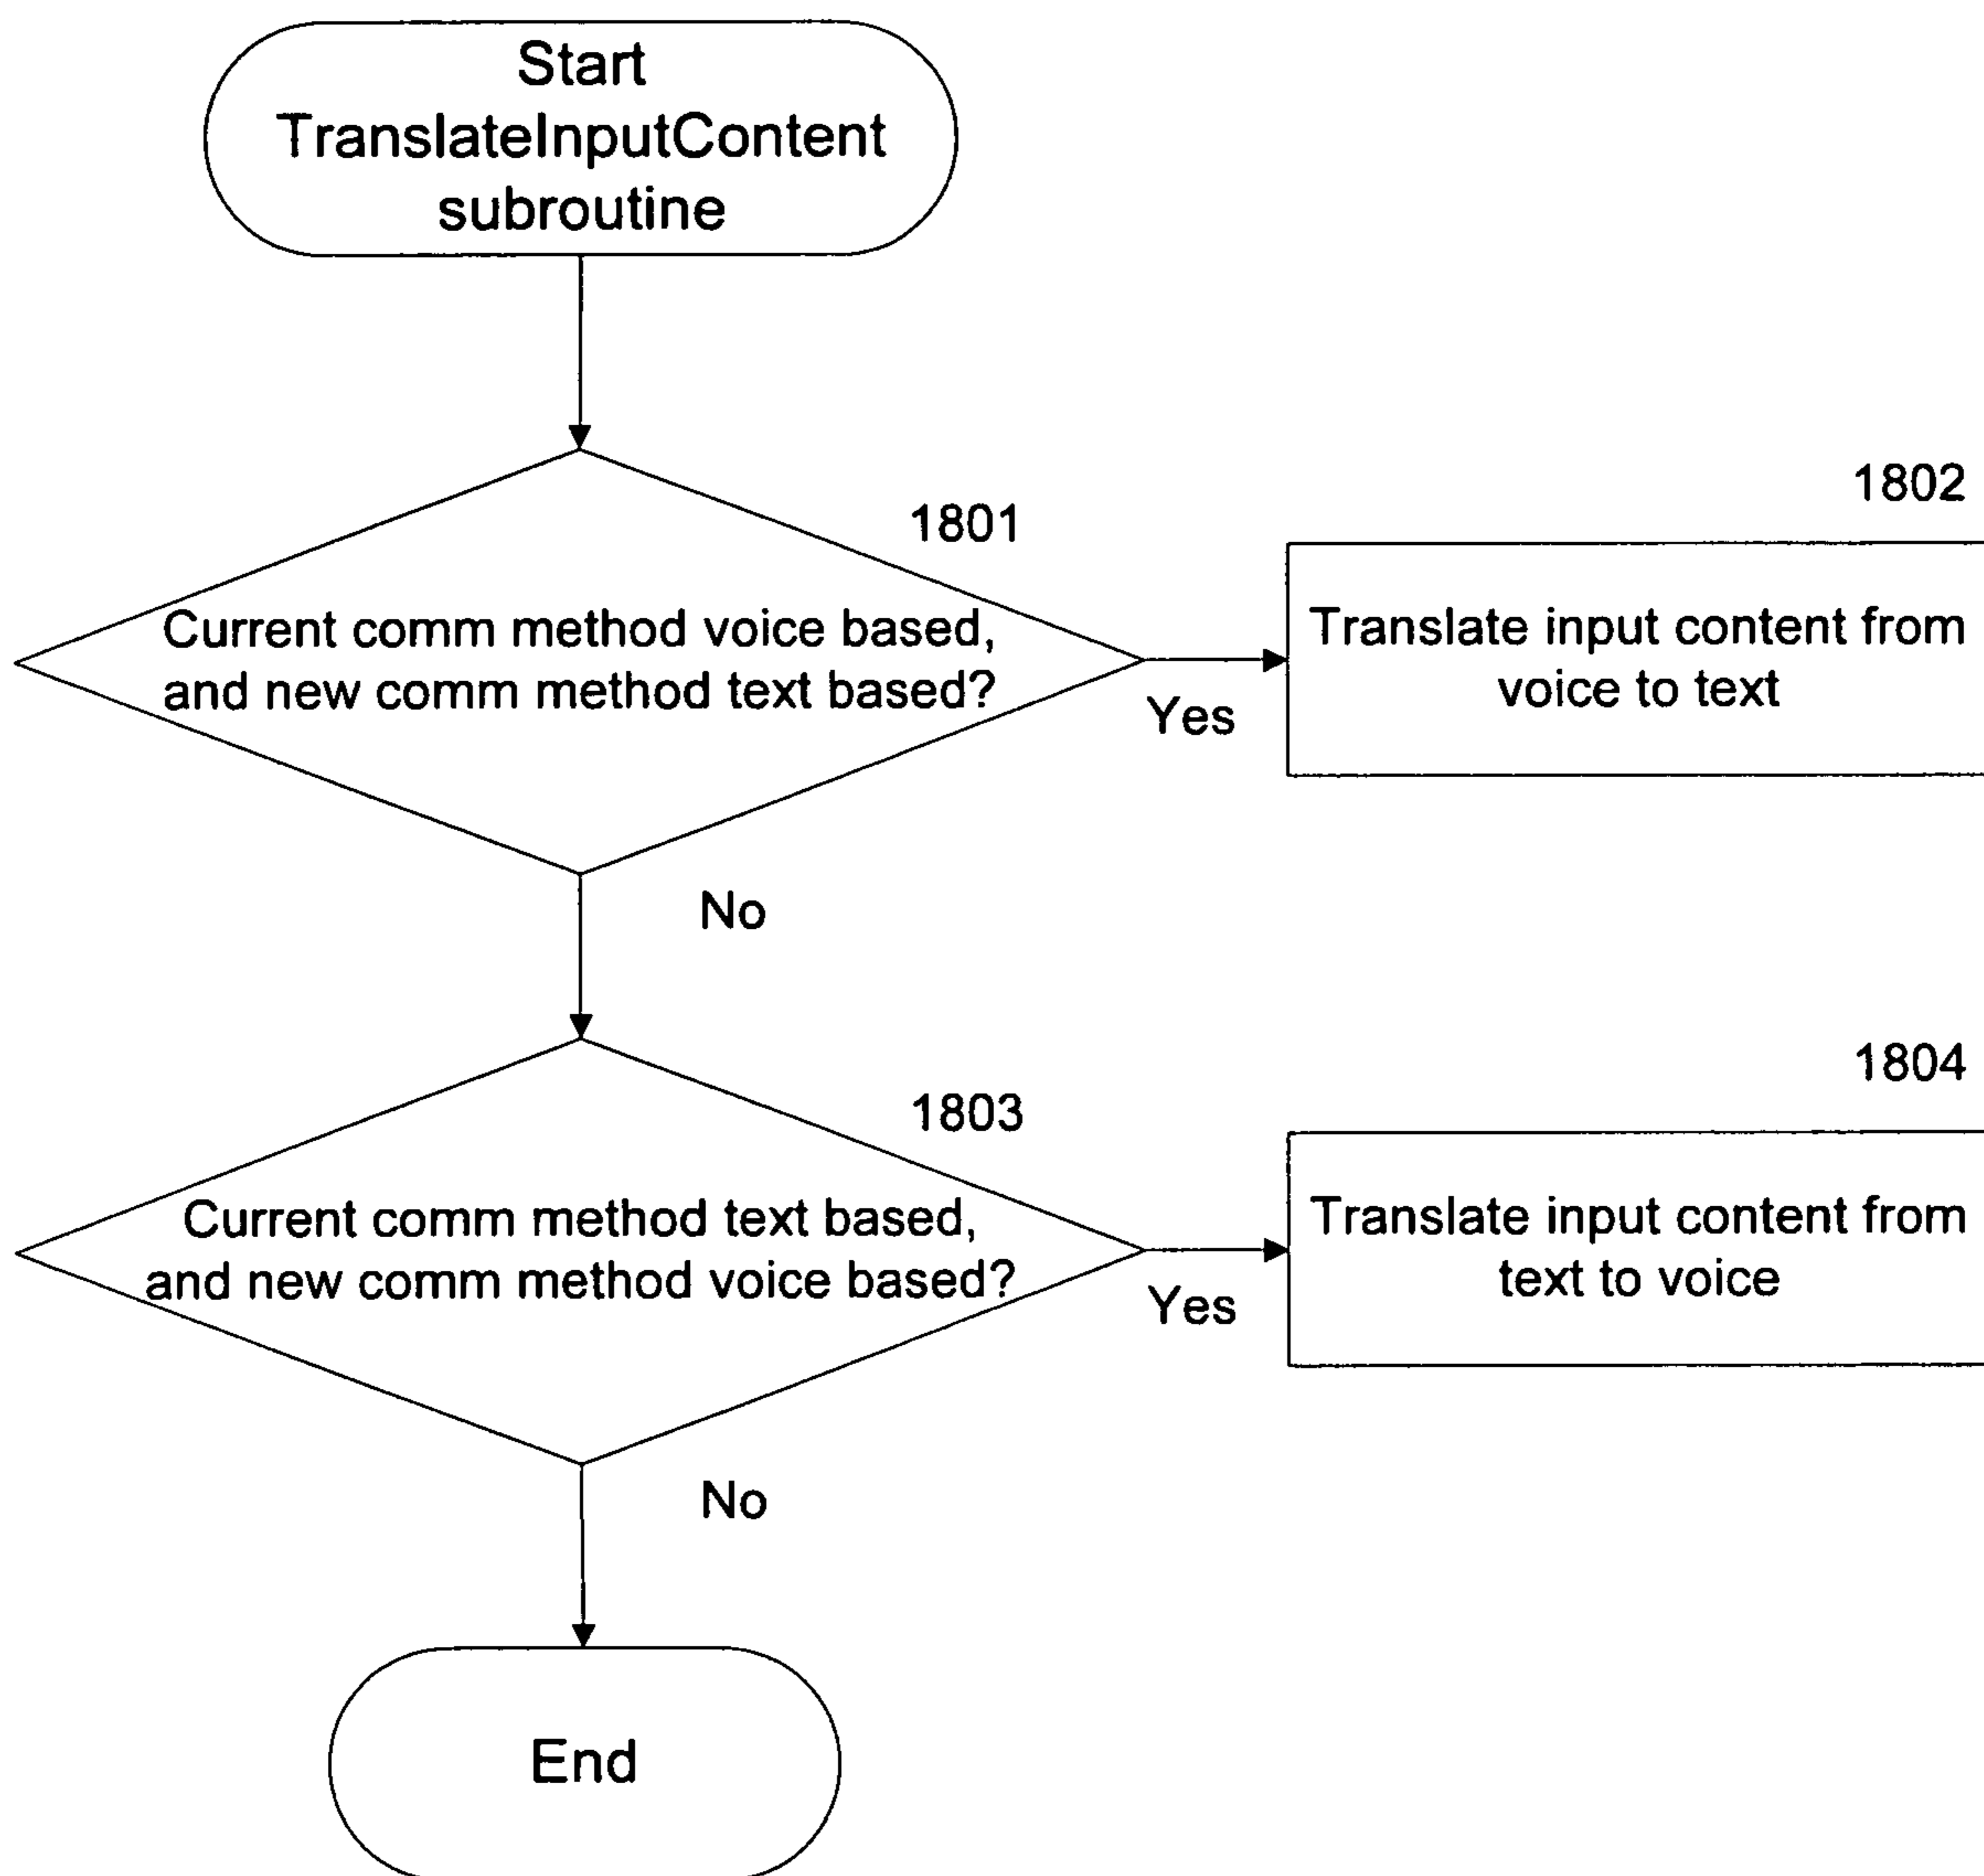 Start
TranslateInputContent
subroutine
1801
1802
Current comm method voice based,
and new comm method text based?
Yes
Translate input content from
voice to text
No
1803
1804
Current comm method text based,
and new comm method voice based?
Yes
Translate input content from
text to voice
No
End